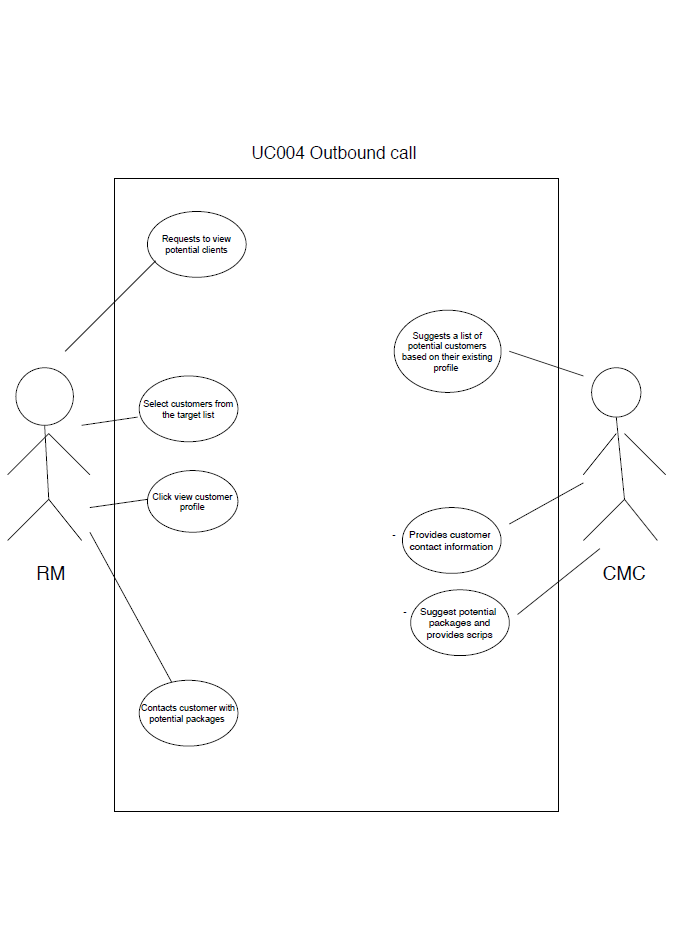 UC004 Outbound call
Requests to view
potential clients
Suggests a list of
potential customers
based on their existing
profile
Select customers from
the target list
Click view customer
profile
- Provides customer
contact information
RM
CMC
- Suggest potential
packages and
provides scrips
Contacts customer with
potential packages